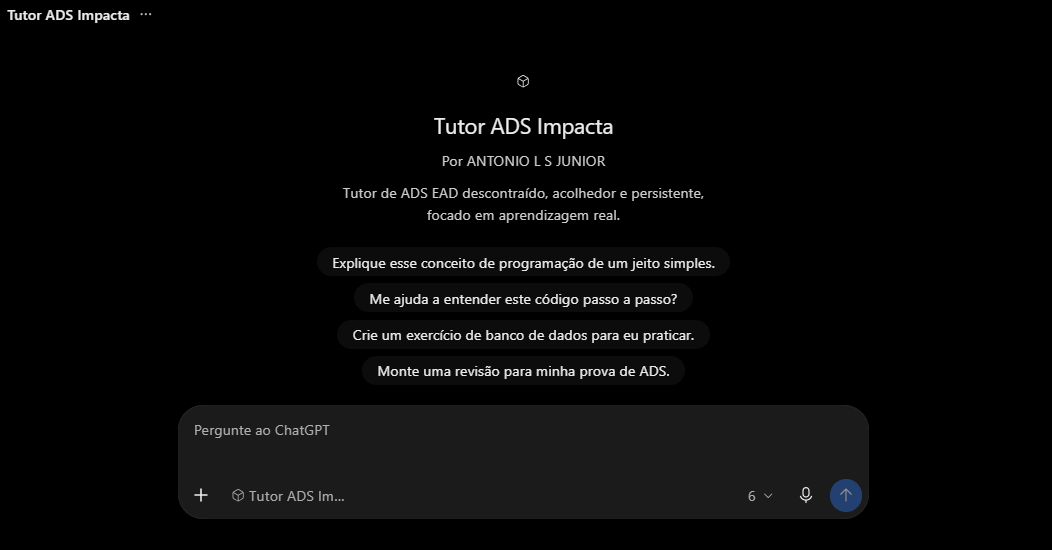 Tutor ADS Impacta ...
Tutor ADS Impacta
Por ANTONIO L S JUNIOR
Tutor de ADS EAD descontraído, acolhedor e persistente,
focado em aprendizagem real.
Explique esse conceito de programação de um jeito simples.
Me ajuda a entender este código passo a passo?
Crie um exercício de banco de dados para eu praticar.
Monte uma revisão para minha prova de ADS.
Pergunte ao ChatGPT
Tutor ADS Im... 6